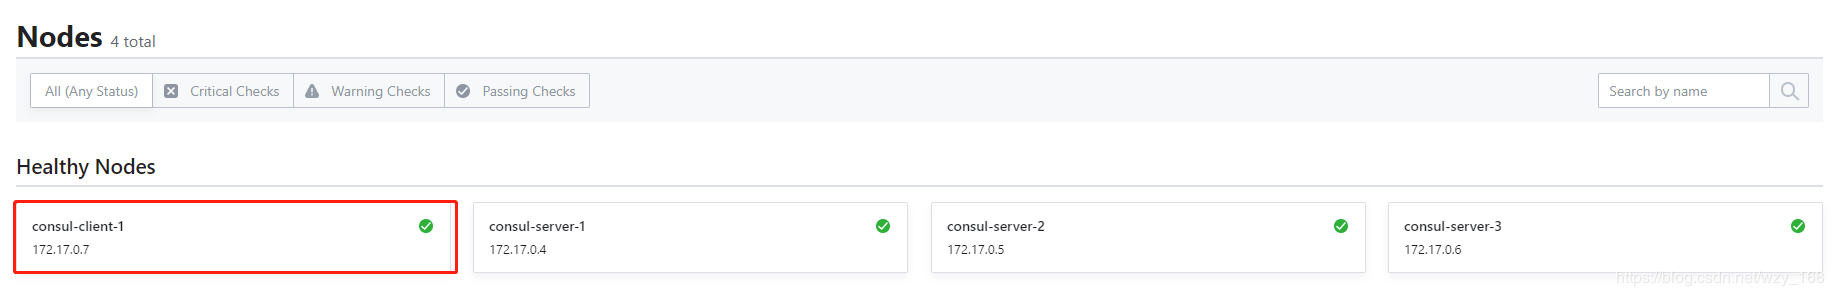 Nodes 4 total
All (Any Status) Critical Checks Warning Checks Passing Checks Search by name
Healthy Nodes
consul-client-1 consul-server-1 consul-server-2 consul-server-3
172.17.0.7 172.17.0.4 172.17.0.5 172.17.0.6
https://blog.csdn.net/wzy_168